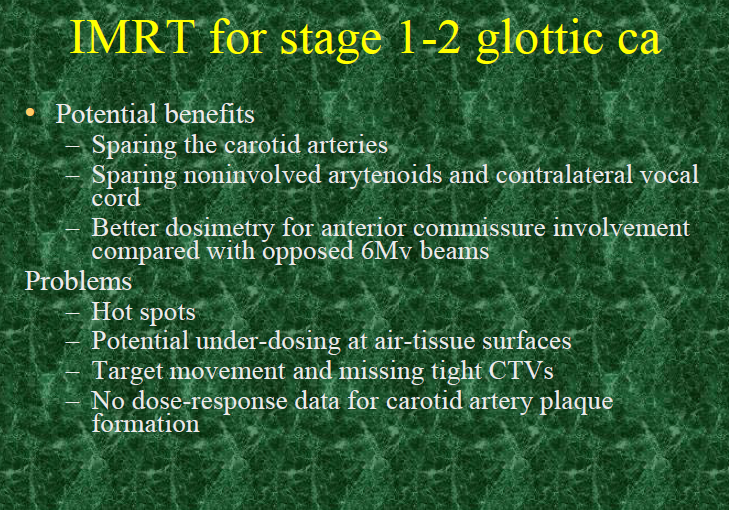 IMRT for stage 1-2 glottic ca
• Potential benefits
– Sparing the carotid arteries
– Sparing noninvolved arytenoids and contralateral vocal
cord
– Better dosimetry for anterior commissure involvement
compared with opposed 6Mv beams
Problems
– Hot spots
– Potential under-dosing at air-tissue surfaces
– Target movement and missing tight CTVs
– No dose-response data for carotid artery plaque
formation